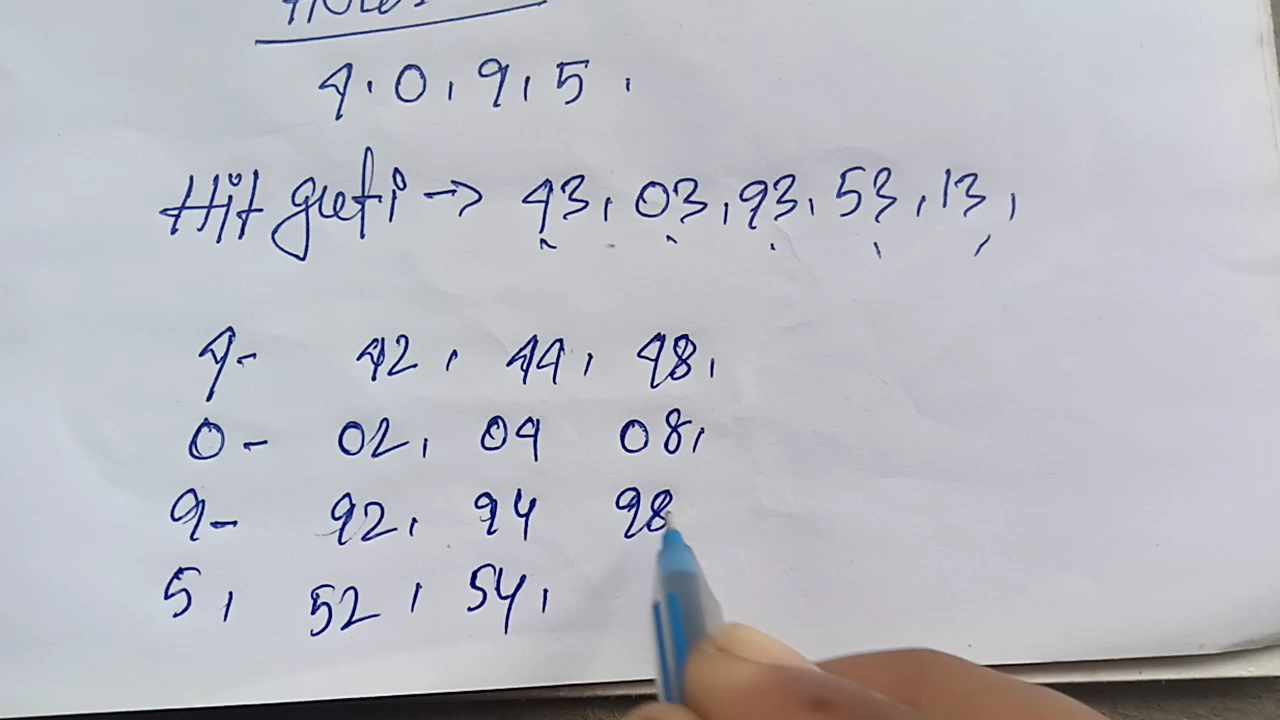 4. 0, 9, 5.
Hit guti → 43, 03, 93, 53, 13,
4- 42, 44, 48,
0- 02, 04 08,
9- 92, 94 98
5, 52, 54,